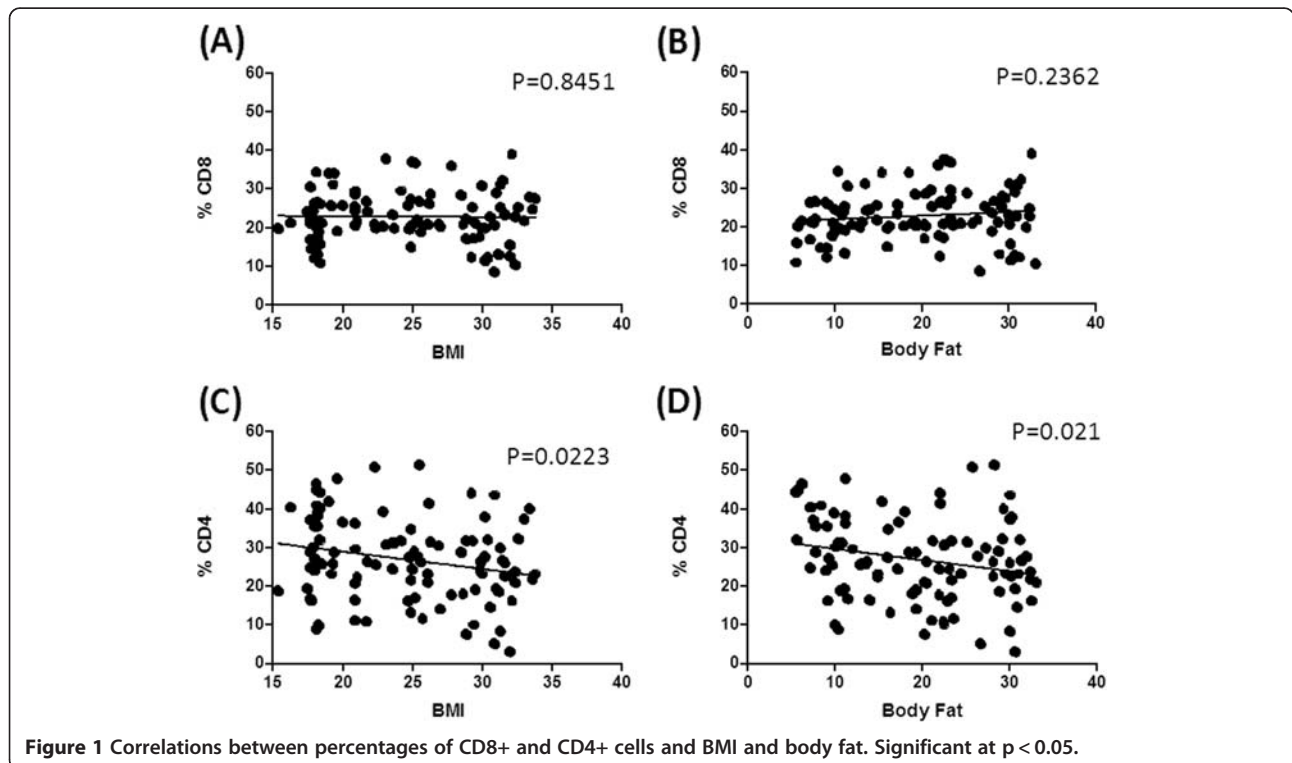 (A)
P=0.8451
% CD8
60
50
40
30
20
10
0
15 20 25 30 35 40
BMI
(B)
P=0.2362
% CD8
60
50
40
30
20
10
0
0 10 20 30 40
Body Fat
(C)
P=0.0223
% CD4
60
50
40
30
20
10
0
15 20 25 30 35 40
BMI
(D)
P=0.021
% CD4
60
50
40
30
20
10
0
0 10 20 30 40
Body Fat
Figure 1 Correlations between percentages of CD8+ and CD4+ cells and BMI and body fat. Significant at p < 0.05.